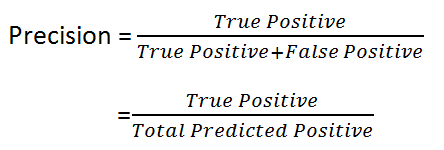 Precision = True Positive / True Positive+False Positive
= True Positive / Total Predicted Positive